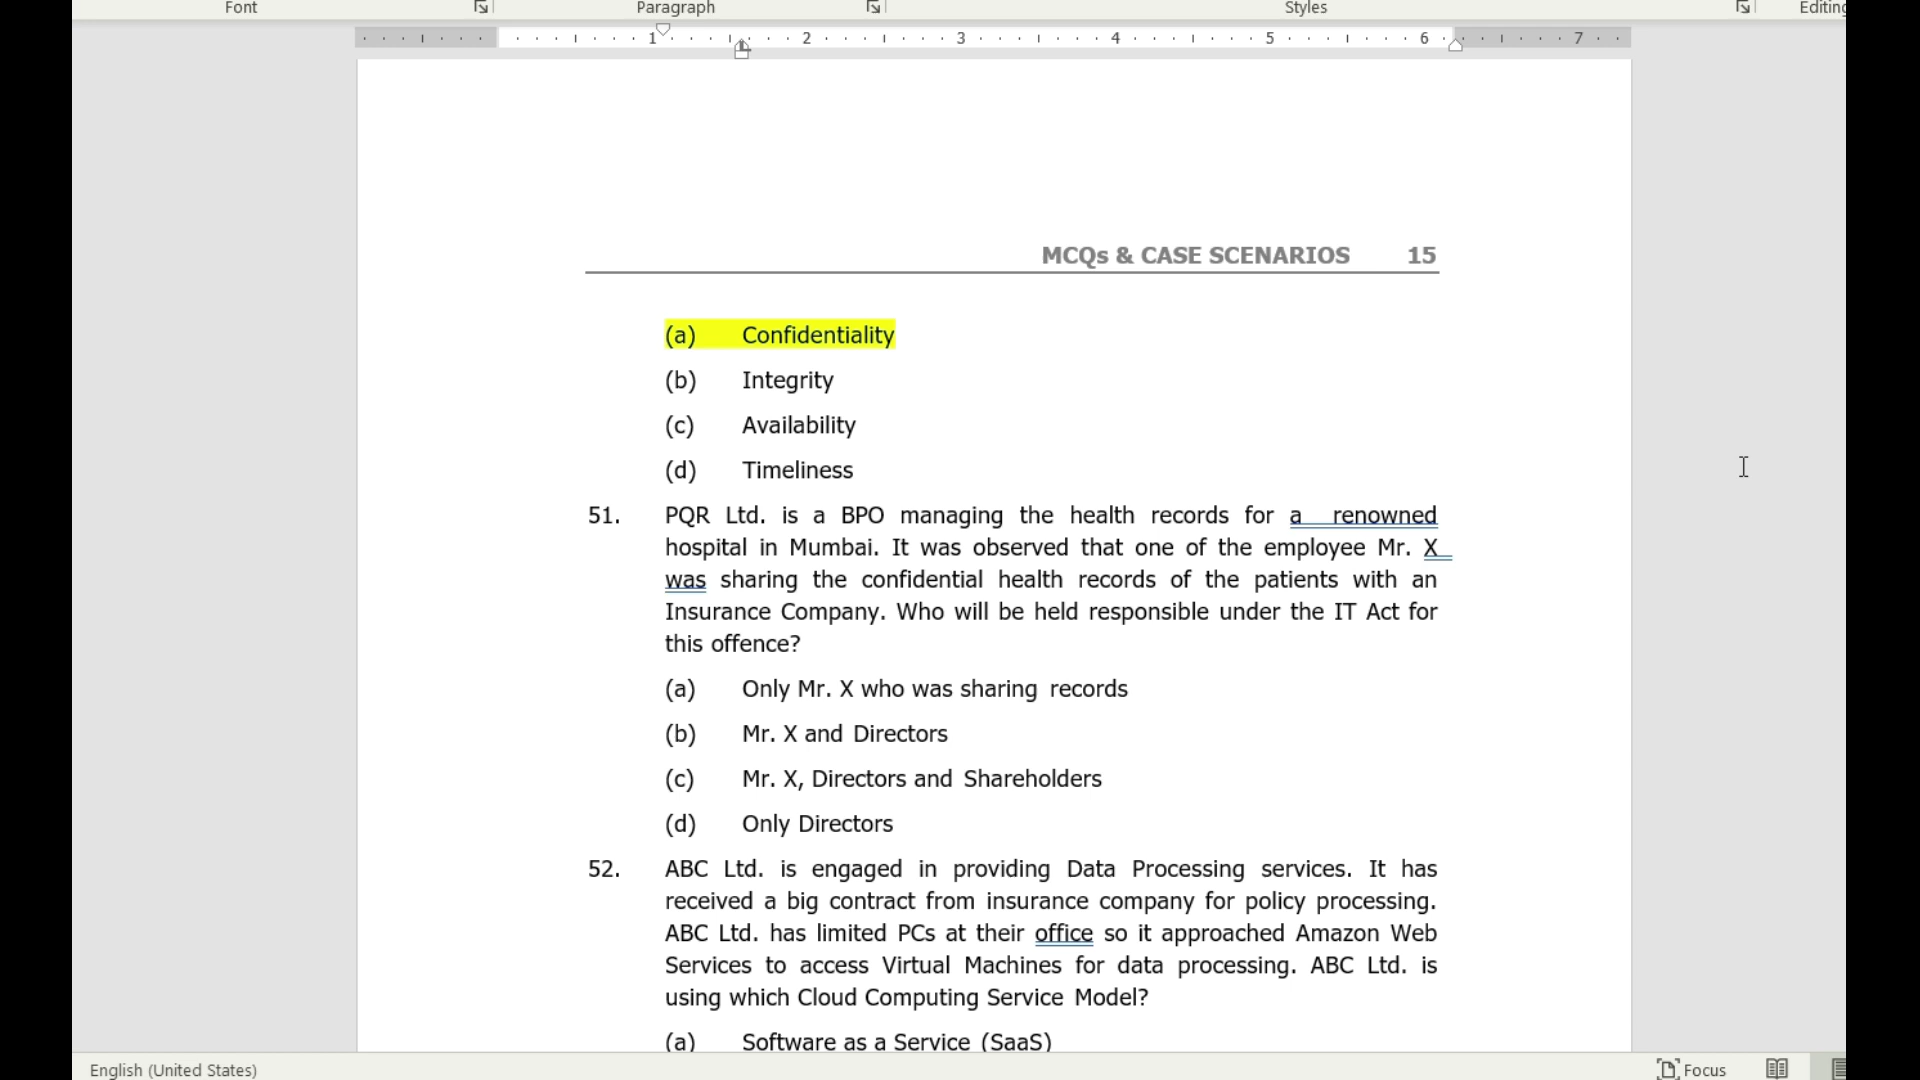 Font Paragraph Styles Editing
1 2 3 4 5 6 7
MCQs & CASE SCENARIOS 15
(a) Confidentiality
(b) Integrity
(c) Availability
(d) Timeliness
51. PQR Ltd. is a BPO managing the health records for a renowned
hospital in Mumbai. It was observed that one of the employee Mr. X
was sharing the confidential health records of the patients with an
Insurance Company. Who will be held responsible under the IT Act for
this offence?
(a) Only Mr. X who was sharing records
(b) Mr. X and Directors
(c) Mr. X, Directors and Shareholders
(d) Only Directors
52. ABC Ltd. is engaged in providing Data Processing services. It has
received a big contract from insurance company for policy processing.
ABC Ltd. has limited PCs at their office so it approached Amazon Web
Services to access Virtual Machines for data processing. ABC Ltd. is
using which Cloud Computing Service Model?
(a) Software as a Service (SaaS)
English (United States) Focus